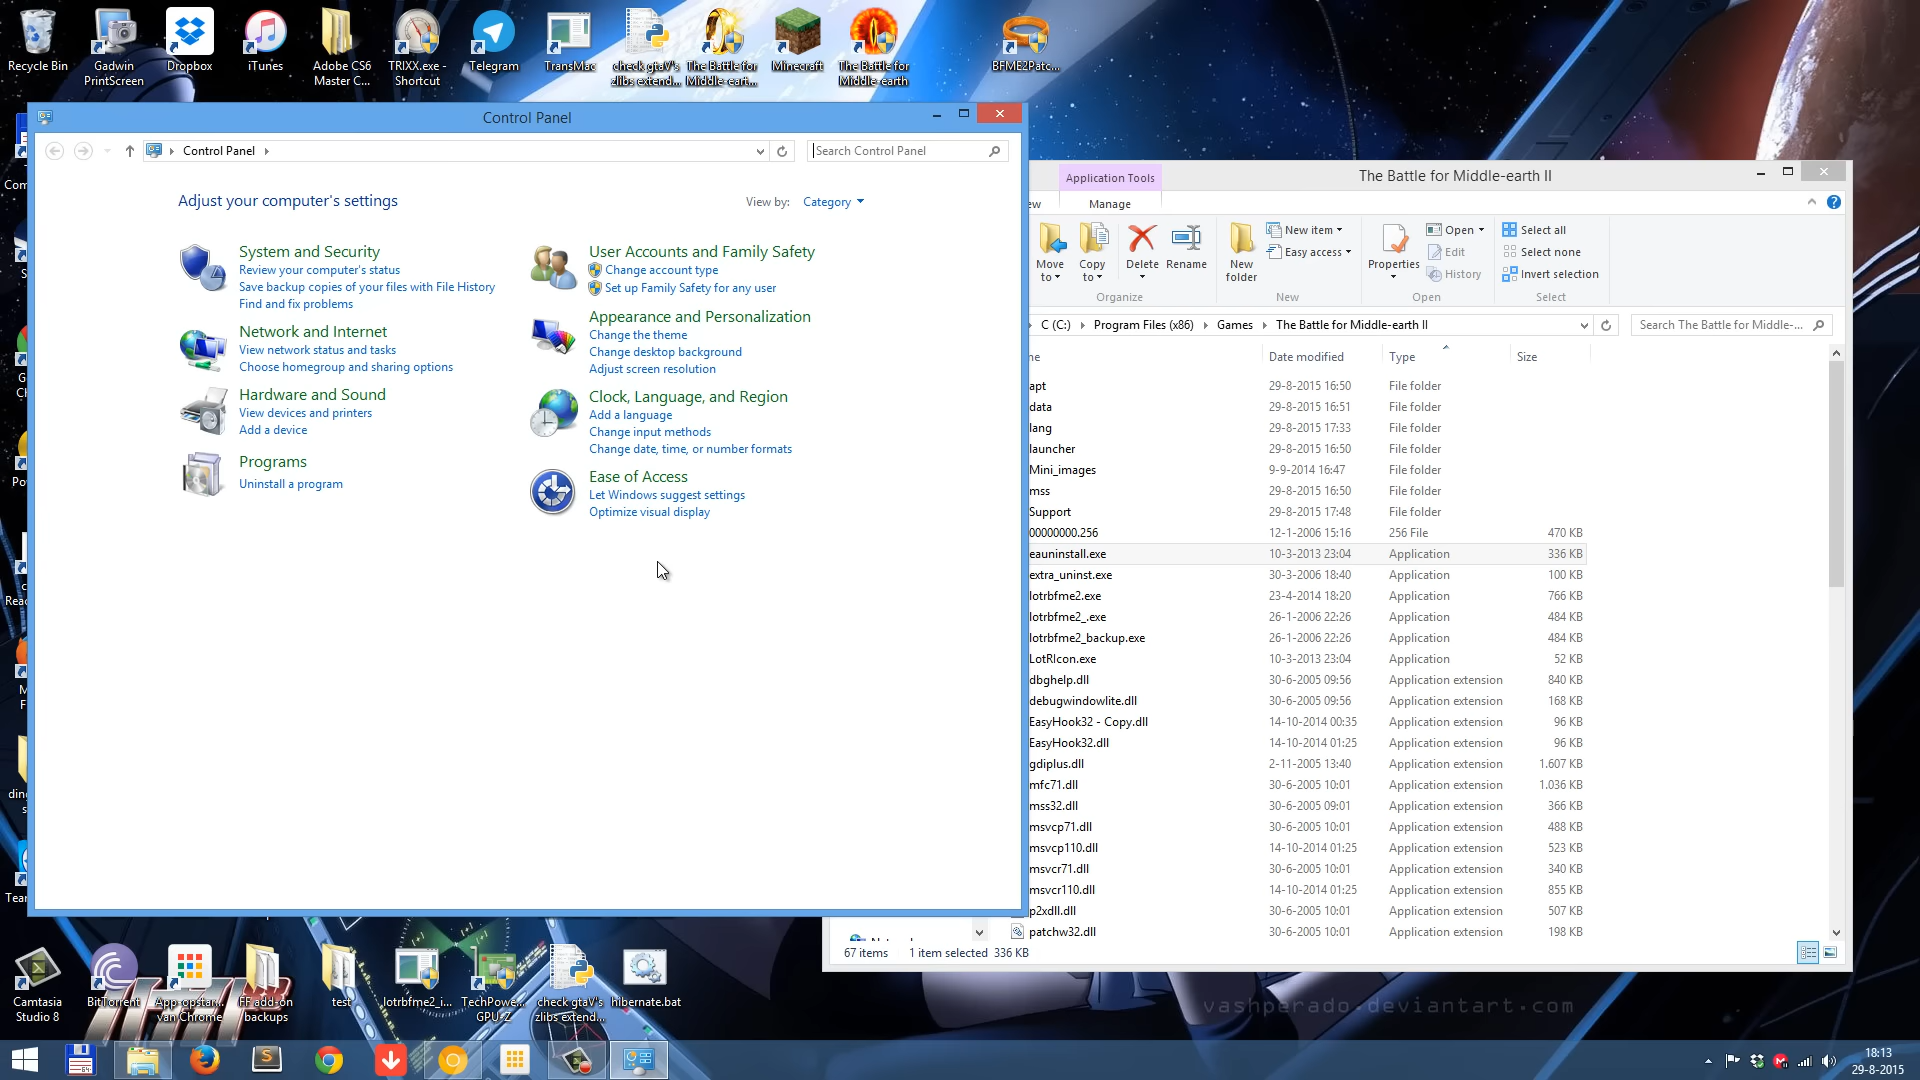 Recycle Bin
Gadwin
PrintScreen
Dropbox
iTunes
Adobe CS6
Master C...
TRIXX.exe -
Shortcut
Telegram
TransMac
check gtaV's
zlibs extend...
The Battle for
Middle-eart...
Minecraft
The Battle for
Middle-earth
BFME2Patc...
Control Panel
Control Panel
Search Control Panel
Adjust your computer's settings
View by:
Category
System and Security
Review your computer's status
Save backup copies of your files with File History
Find and fix problems
Network and Internet
View network status and tasks
Choose homegroup and sharing options
Hardware and Sound
View devices and printers
Add a device
Programs
Uninstall a program
User Accounts and Family Safety
Change account type
Set up Family Safety for any user
Appearance and Personalization
Change the theme
Change desktop background
Adjust screen resolution
Clock, Language, and Region
Add a language
Change input methods
Change date, time, or number formats
Ease of Access
Let Windows suggest settings
Optimize visual display
Application Tools
The Battle for Middle-earth II
Manage
Move
to
Copy
to
Delete
Rename
New
folder
New item
Easy access
Properties
Open
Edit
History
Select all
Select none
Invert selection
Organize
New
Open
Select
C (C:)
Program Files (x86)
Games
The Battle for Middle-earth II
Search The Battle for Middle-...
Date modified
Type
Size
apt 29-8-2015 16:50 File folder
data 29-8-2015 16:51 File folder
lang 29-8-2015 17:33 File folder
launcher 29-8-2015 16:50 File folder
Mini_images 9-9-2014 16:47 File folder
mss 29-8-2015 16:50 File folder
Support 29-8-2015 17:48 File folder
00000000.256 12-1-2006 15:16 256 File 470 KB
eauninstall.exe 10-3-2013 23:04 Application 336 KB
extra_uninst.exe 30-3-2006 18:40 Application 100 KB
lotrbfme2.exe 23-4-2014 18:20 Application 766 KB
lotrbfme2_.exe 26-1-2006 22:26 Application 484 KB
lotrbfme2_backup.exe 26-1-2006 22:26 Application 484 KB
LotRIcon.exe 10-3-2013 23:04 Application 52 KB
dbghelp.dll 30-6-2005 09:56 Application extension 840 KB
debugwindowlite.dll 30-6-2005 09:56 Application extension 168 KB
EasyHook32 - Copy.dll 14-10-2014 00:35 Application extension 96 KB
EasyHook32.dll 14-10-2014 01:25 Application extension 96 KB
gdiplus.dll 2-11-2005 13:40 Application extension 1.607 KB
mfc71.dll 30-6-2005 10:01 Application extension 1.036 KB
mss32.dll 30-6-2005 09:01 Application extension 366 KB
msvcp71.dll 30-6-2005 10:01 Application extension 488 KB
msvcp110.dll 14-10-2014 01:25 Application extension 523 KB
msvcr71.dll 30-6-2005 10:01 Application extension 340 KB
msvcr110.dll 14-10-2014 01:25 Application extension 855 KB
p2xdll.dll 30-6-2005 10:01 Application extension 507 KB
patchw32.dll 30-6-2005 10:01 Application extension 198 KB
67 items
1 item selected 336 KB
Camtasia
Studio 8
BitTorrent
App-opstar...
van Chrome
FF add-on
backups
test
lotrbfme2_i...
TechPowe...
GPU-Z
check gtaV's
zlibs extend...
hibernate.bat
vashperado.deviantart.com
18:13
29-8-2015